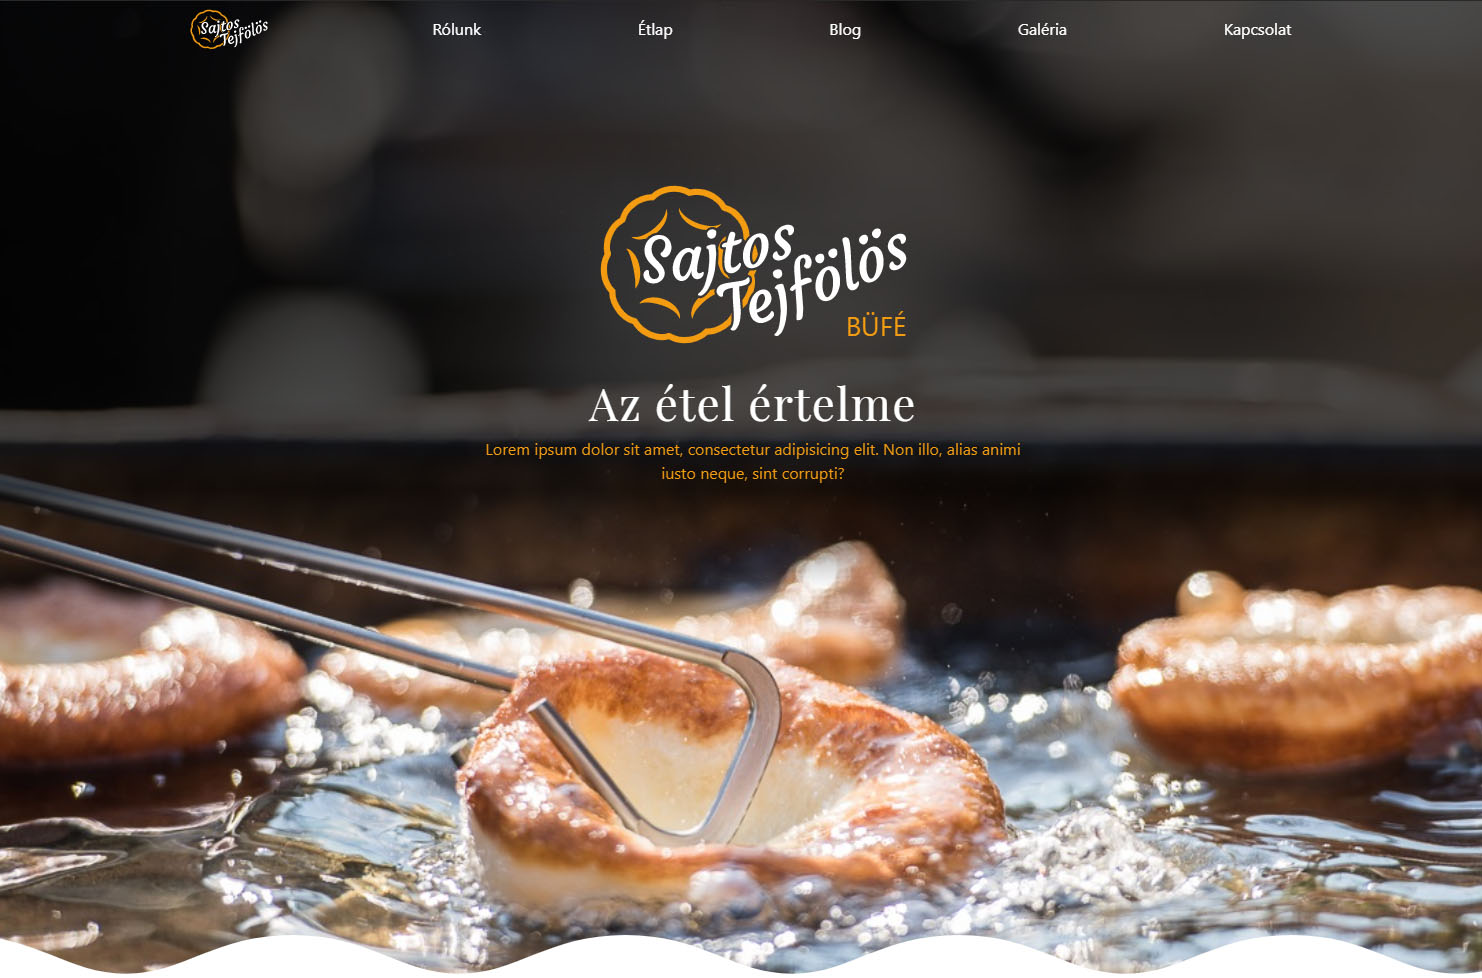 Sajtos
Tejfölös
Rólunk
Étlap
Blog
Galéria
Kapcsolat
Sajtos
Tejfölös
BÜFÉ
Az étel értelme
Lorem ipsum dolor sit amet, consectetur adipisicing elit. Non illo, alias animi
iusto neque, sint corrupti?